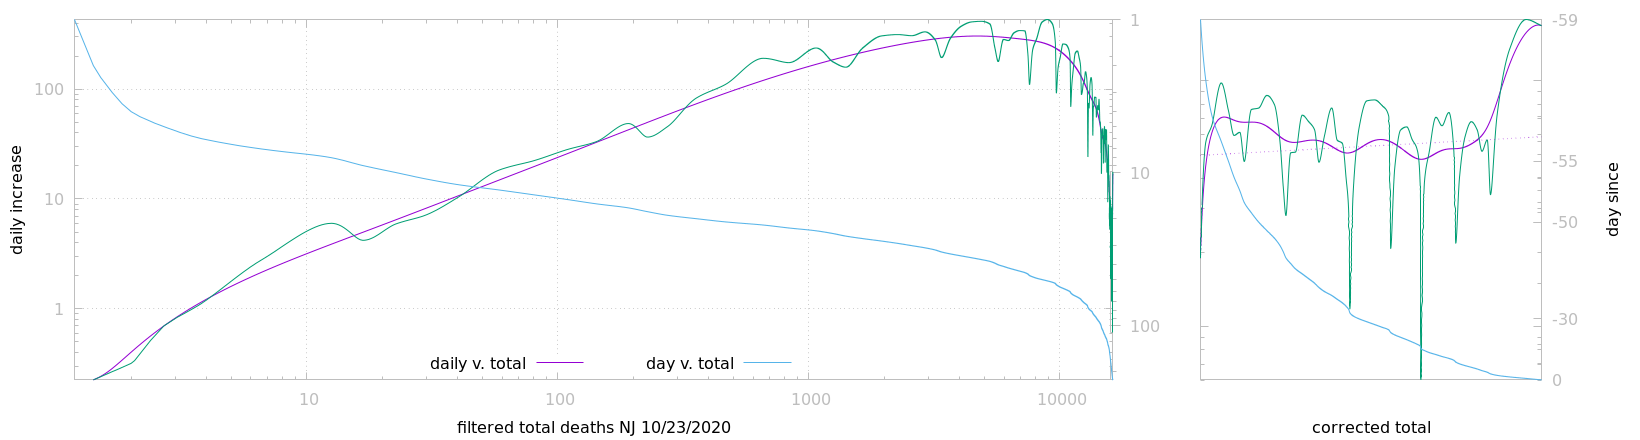 daily increase
100
10
1
daily v. total
day v. total
10
100
1000
10000
filtered total deaths NJ 10/23/2020
1
10
100
-59
-55
-50
-30
0
day since
corrected total